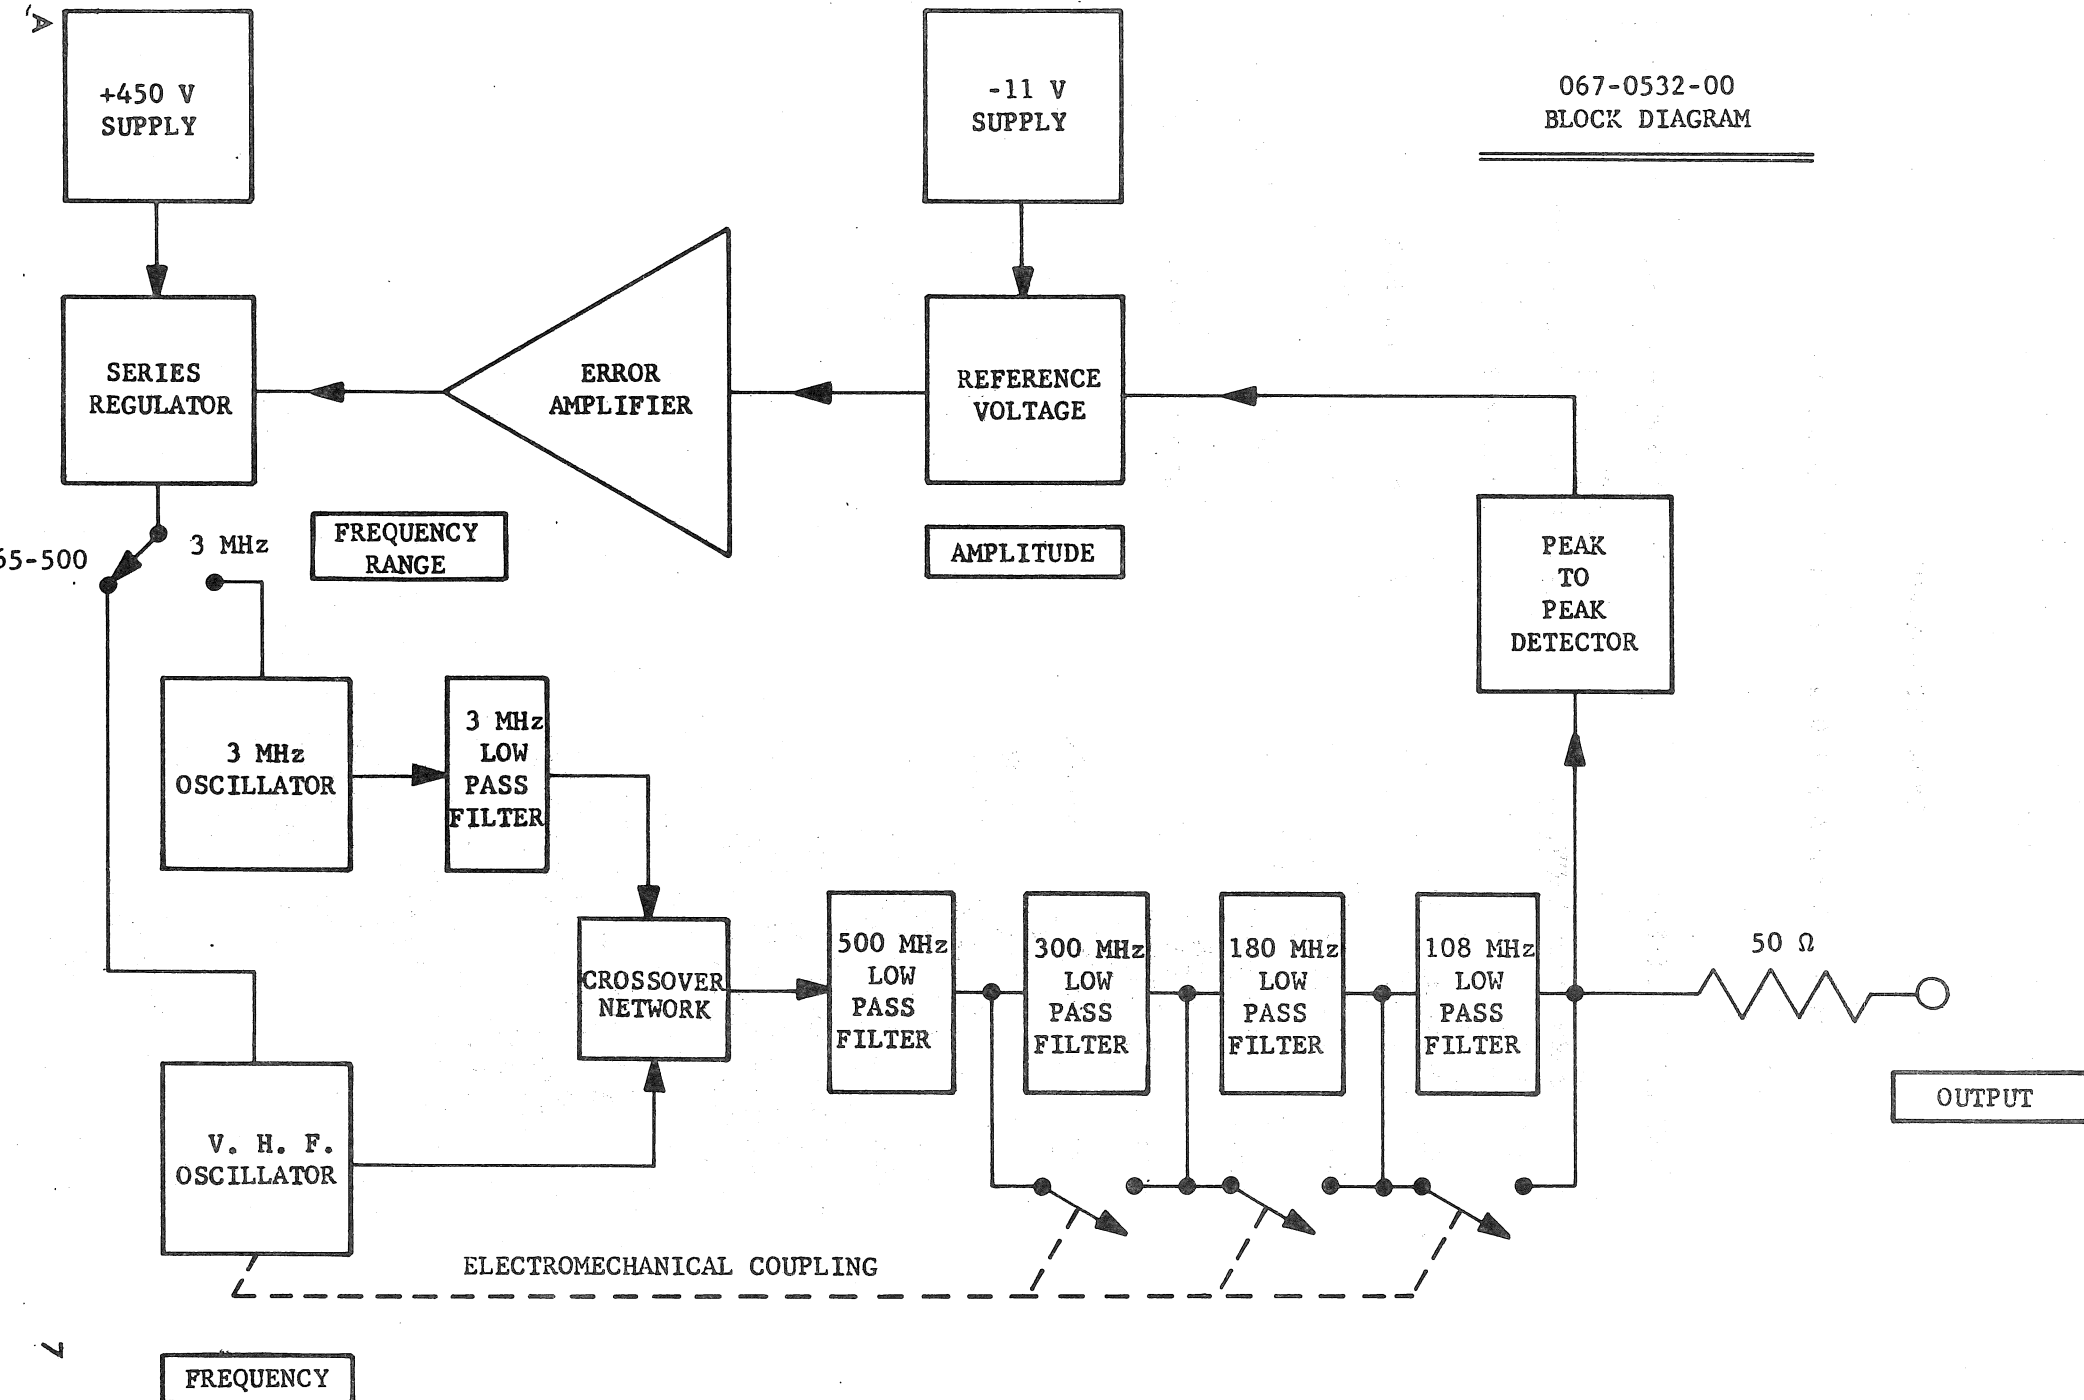 +450 V
SUPPLY
-11 V
SUPPLY
067-0532-00
BLOCK DIAGRAM
SERIES
REGULATOR
ERROR
AMPLIFIER
REFERENCE
VOLTAGE
65-500
3 MHz
FREQUENCY
RANGE
AMPLITUDE
PEAK
TO
PEAK
DETECTOR
3 MHz
OSCILLATOR
3 MHz
LOW
PASS
FILTER
CROSSOVER
NETWORK
500 MHz
LOW
PASS
FILTER
300 MHz
LOW
PASS
FILTER
180 MHz
LOW
PASS
FILTER
108 MHz
LOW
PASS
FILTER
50 Ω
OUTPUT
V. H. F.
OSCILLATOR
ELECTROMECHANICAL COUPLING
7
FREQUENCY